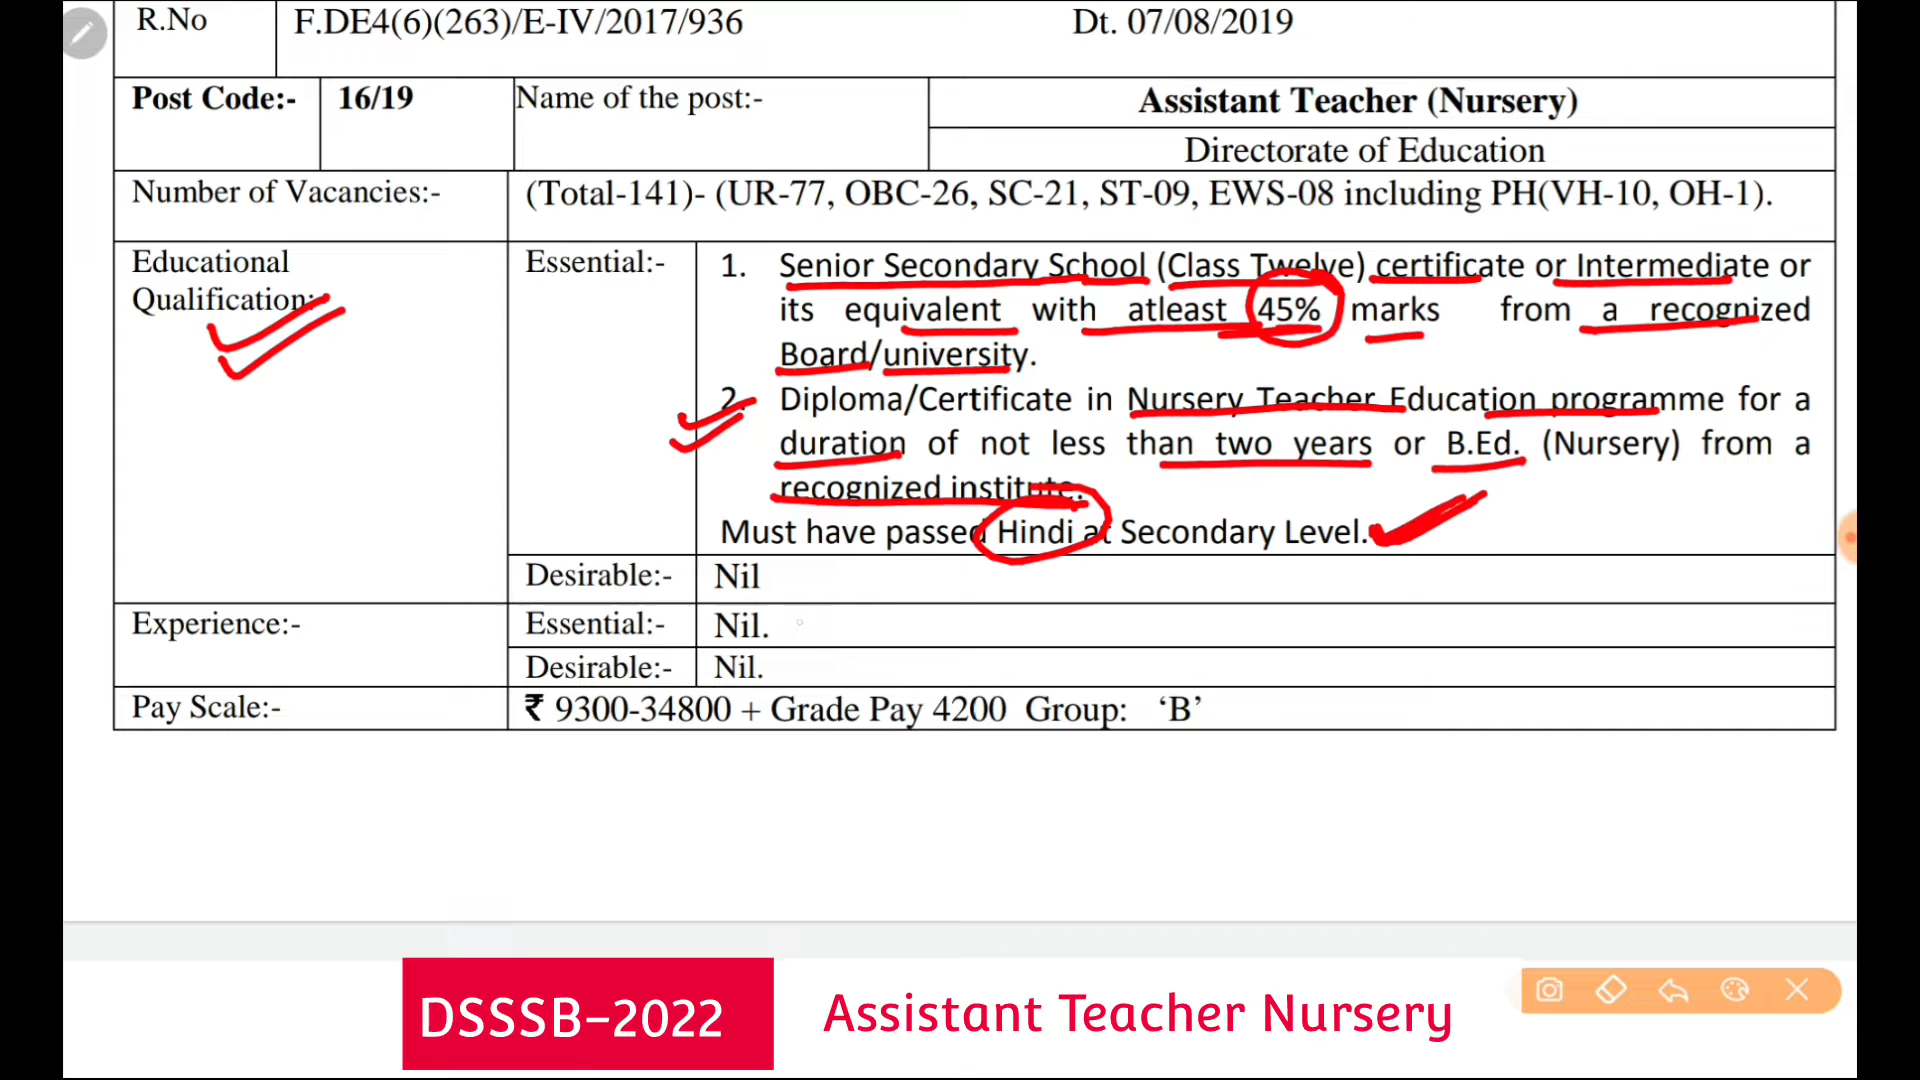 R.No F.DE4(6)(263)/E-IV/2017/936 Dt. 07/08/2019
Post Code:- 16/19 Name of the post:- Assistant Teacher (Nursery)
Directorate of Education
Number of Vacancies:- (Total-141)- (UR-77, OBC-26, SC-21, ST-09, EWS-08 including PH(VH-10, OH-1).
Educational
Qualification:-
Essential:- 1. Senior Secondary School (Class Twelve) certificate or Intermediate or
its equivalent with atleast 45% marks from a recognized
Board/university.
2. Diploma/Certificate in Nursery Teacher Education programme for a
duration of not less than two years or B.Ed. (Nursery) from a
recognized institute.
Must have passed Hindi at Secondary Level.
Desirable:- Nil
Experience:- Essential:- Nil.
Desirable:- Nil.
Pay Scale:- ₹ 9300-34800 + Grade Pay 4200 Group: ‘B’
DSSSB-2022 Assistant Teacher Nursery